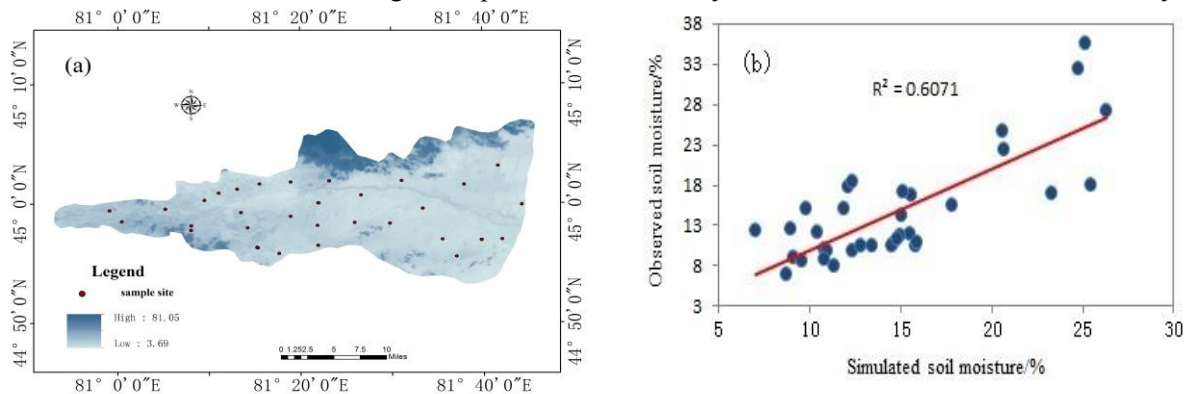 81° 0′0″E 81° 20′0″E 81° 40′0″E
(a)
N
W E
S
45° 10′0″N
45° 0′0″N
44° 50′0″N
45° 10′0″N
45° 0′0″N
44° 50′0″N
Legend
sample site
High : 81.05
Low : 3.69
0 1.252.5 5 7.5 10
Miles
81° 0′0″E 81° 20′0″E 81° 40′0″E
(b)
R² = 0.6071
Observed soil moisture/%
38
33
28
23
18
13
8
3
5 10 15 20 25 30
Simulated soil moisture/%